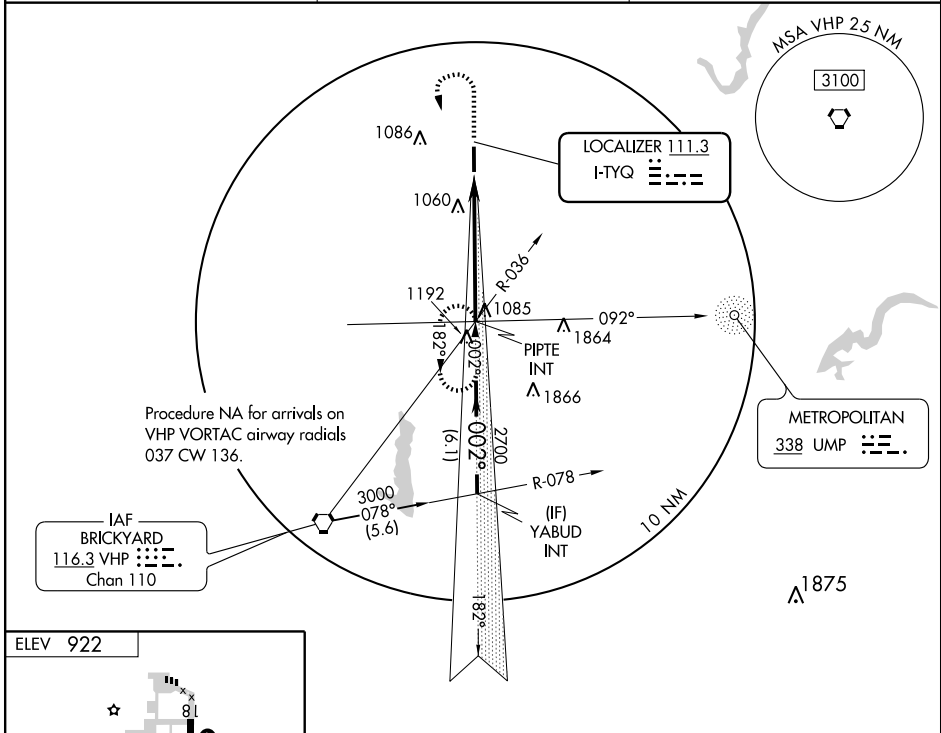 MSA VHP 25 NM
3100
1086
LOCALIZER 111.3
I-TYQ
1060
R-036
1192
1085
092°
1864
182°
002°
PIPTE
INT
1866
Procedure NA for arrivals on
VHP VORTAC airway radials
037 CW 136.
METROPOLITAN
338 UMP
002°
(6.1)
2700
R-078
3000
078°
(5.6)
(IF)
YABUD
INT
10 NM
IAF
BRICKYARD
116.3 VHP
Chan 110
1875
182°
ELEV 922
18
x
x